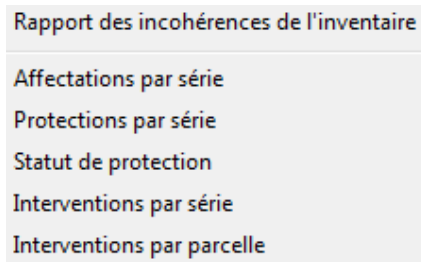 Rapport des incohérences de l'inventaire
Affectations par série
Protections par série
Statut de protection
Interventions par série
Interventions par parcelle